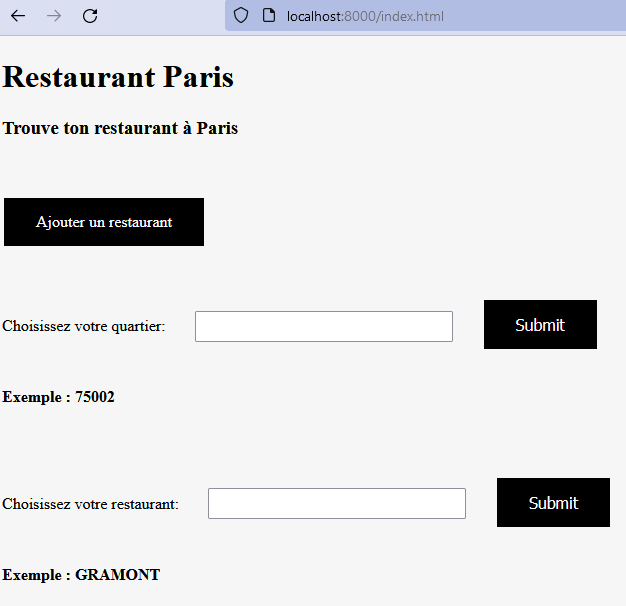 localhost:8000/index.html
Restaurant Paris
Trouve ton restaurant à Paris
Ajouter un restaurant
Choisissez votre quartier: Submit
Exemple : 75002
Choisissez votre restaurant: Submit
Exemple : GRAMONT